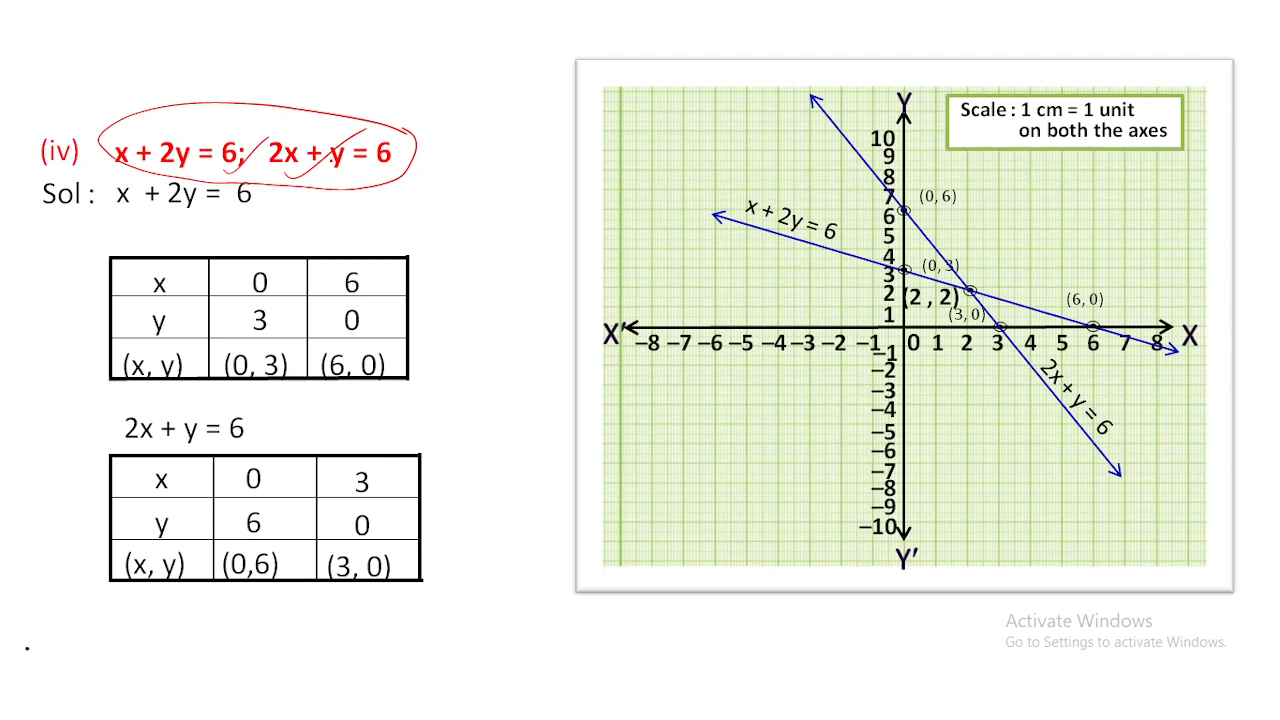 (iv) x + 2y = 6; 2x + y = 6
Sol : x + 2y = 6
x 0 6
y 3 0
(x, y) (0, 3) (6, 0)
2x + y = 6
x 0 3
y 6 0
(x, y) (0,6) (3, 0)
Scale : 1 cm = 1 unit
on both the axes
Y
10
9
8
7
6
5
4
3
2
1
(0, 6)
x + 2y = 6
(0, 3)
(2 , 2)
(3, 0)
(6, 0)
X′ X
–8 –7 –6 –5 –4 –3 –2 –1 0 1 2 3 4 5 6 7 8
–1
–2
–3
–4
–5
–6
–7
–8
–9
–10
2x + y = 6
Y′
Activate Windows
Go to Settings to activate Windows.